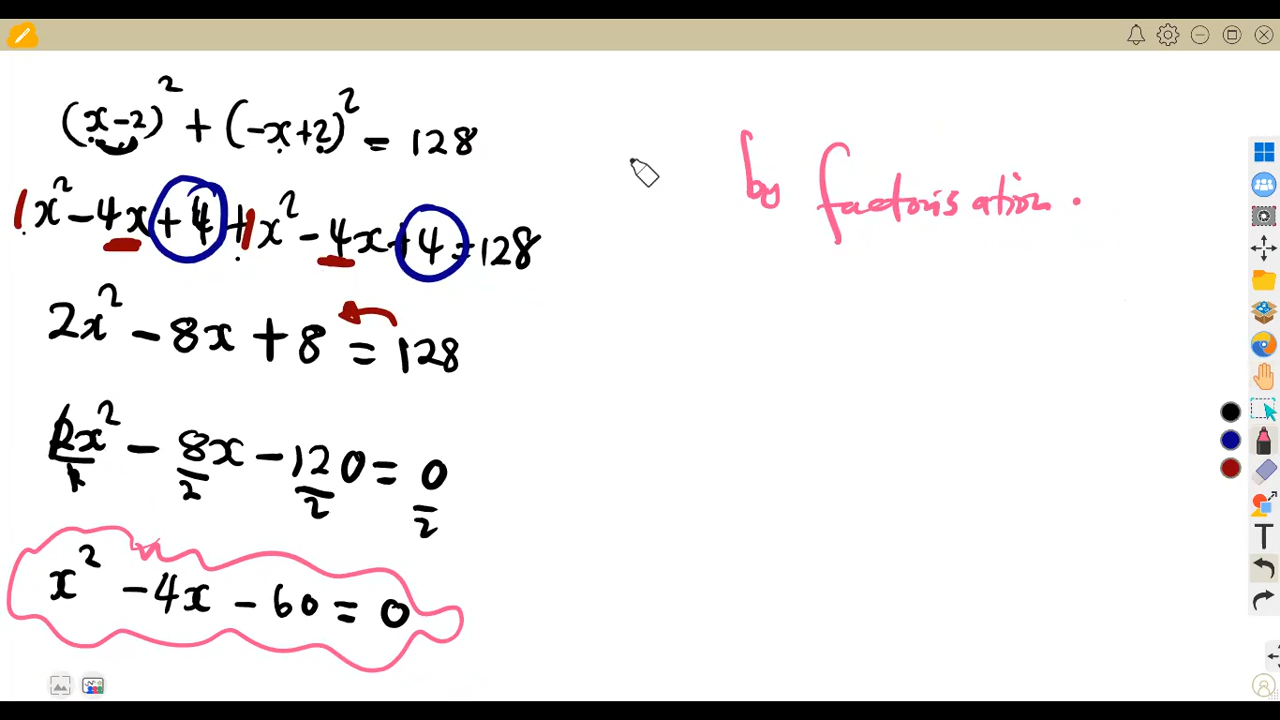 (x-2)² + (-x+2)² = 128
1x² - 4x + 4 + 1x² - 4x + 4 = 128
2x² - 8x + 8 = 128
2x²/2 - 8x/2 - 120/2 = 0/2
x² - 4x - 60 = 0
by factorisation.
T